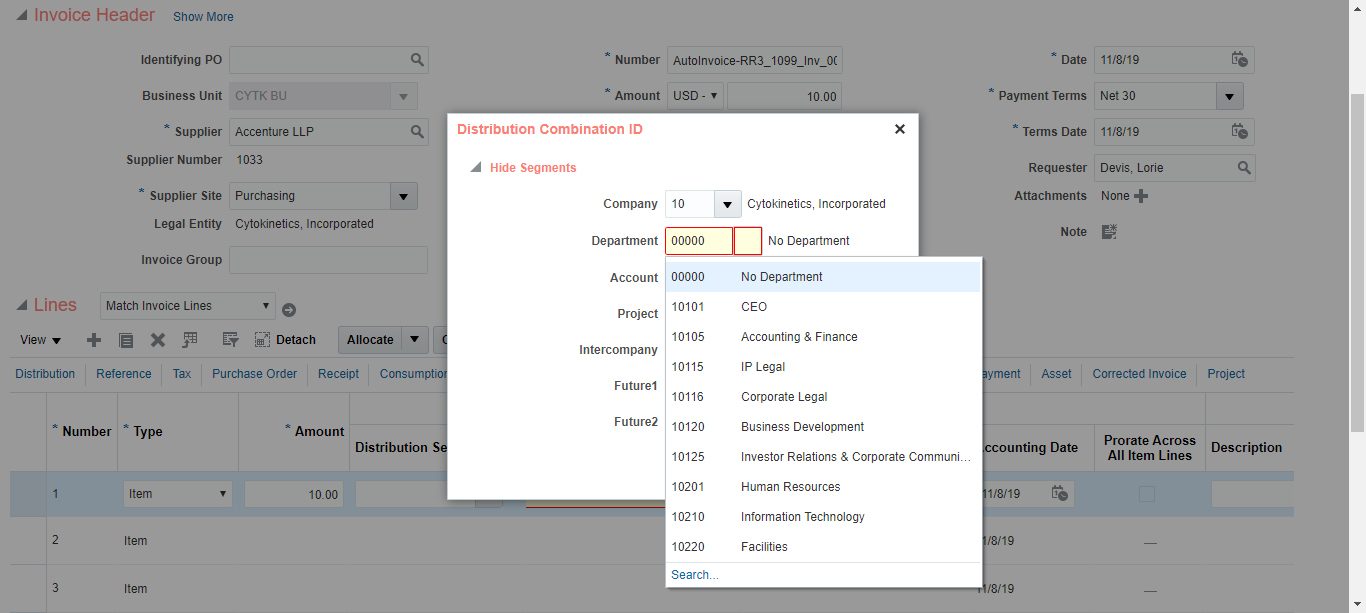 Invoice Header Show More
Identifying PO
* Number AutoInvoice-RR3_1099_Inv_00
* Date 11/8/19
Business Unit CYTK BU
* Amount USD - 10.00
* Payment Terms Net 30
* Supplier Accenture LLP
* Terms Date 11/8/19
Supplier Number 1033
Requester Devis, Lorie
* Supplier Site Purchasing
Attachments None
Legal Entity Cytokinetics, Incorporated
Note
Invoice Group
Distribution Combination ID
Hide Segments
Company 10 Cytokinetics, Incorporated
Department 00000 No Department
Account
Project
Intercompany
Future1
Future2
00000 No Department
10101 CEO
10105 Accounting & Finance
10115 IP Legal
10116 Corporate Legal
10120 Business Development
10125 Investor Relations & Corporate Communi...
10201 Human Resources
10210 Information Technology
10220 Facilities
Search...
Lines Match Invoice Lines
View Detach Allocate
Distribution Reference Tax Purchase Order Receipt Consumption ayment Asset Corrected Invoice Project
* Number * Type * Amount Distribution Se ccounting Date Prorate Across Description
All Item Lines
1 Item 10.00 11/8/19
2 Item 1/8/19 —
3 Item 11/8/19 —